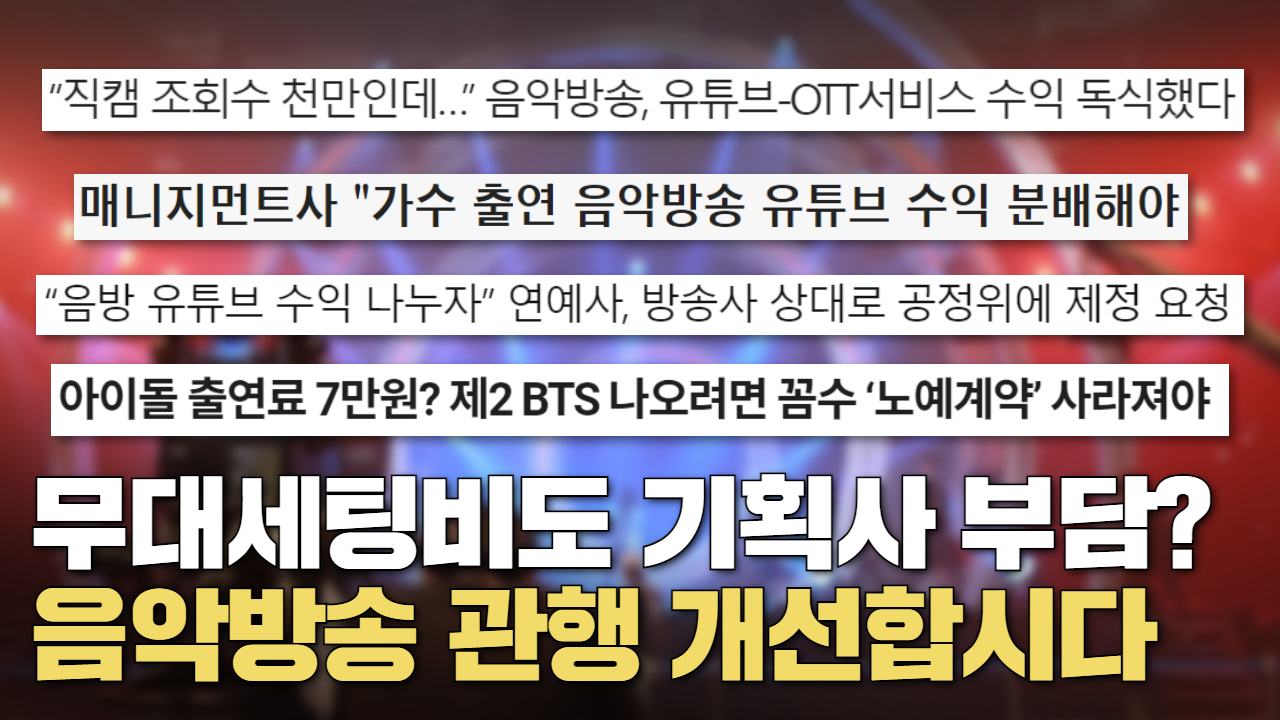 “직캠 조회수 천만인데...” 음악방송, 유튜브-OTT서비스 수익 독식했다
매니지먼트사 "가수 출연 음악방송 유튜브 수익 분배해야
“음방 유튜브 수익 나누자” 연예사, 방송사 상대로 공정위에 제정 요청
아이돌 출연료 7만원? 제2 BTS 나오려면 꼼수 ‘노예계약’ 사라져야
무대세팅비도 기획사 부담?
음악방송 관행 개선합시다